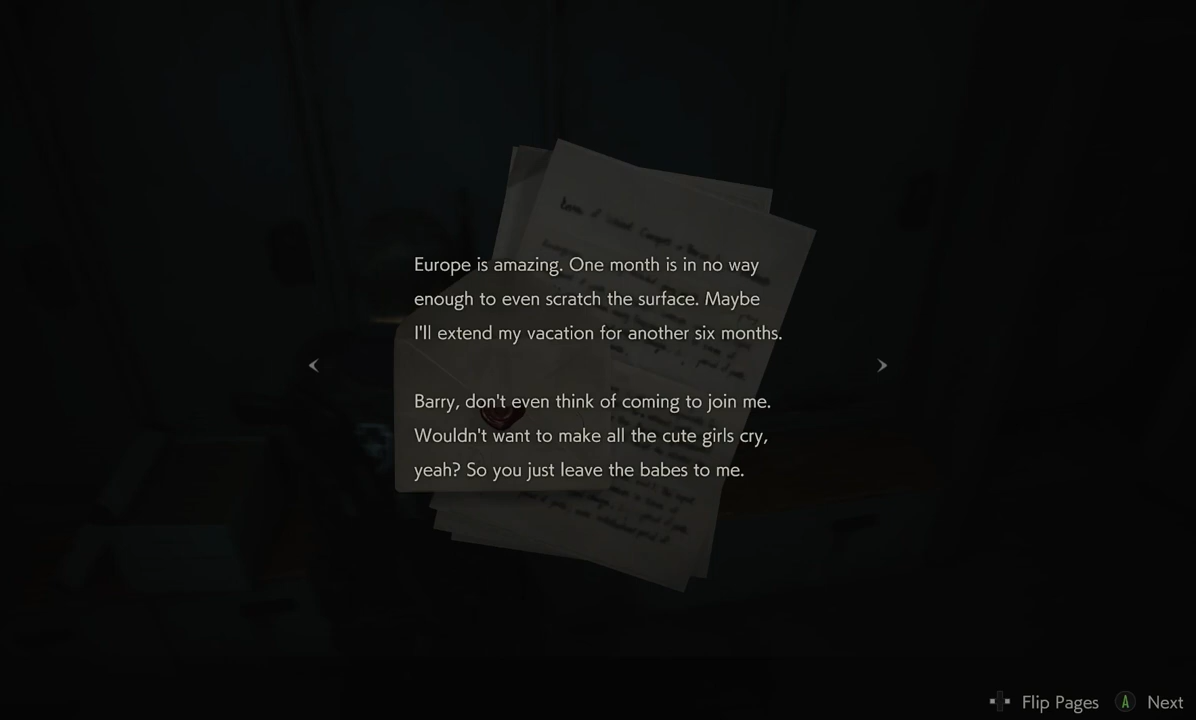 Europe is amazing. One month is in no way
enough to even scratch the surface. Maybe
I'll extend my vacation for another six months.
Barry, don't even think of coming to join me.
Wouldn't want to make all the cute girls cry,
yeah? So you just leave the babes to me.
Flip Pages A Next